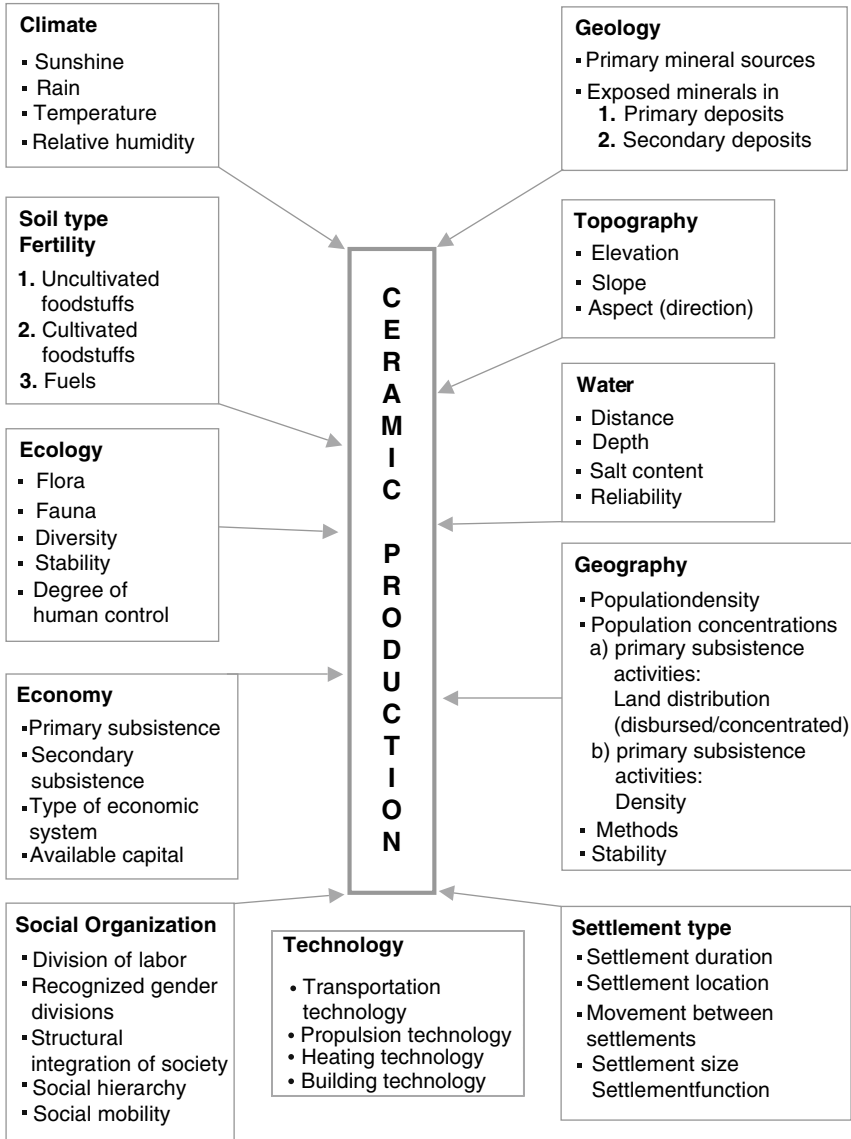 Climate
▪ Sunshine
▪ Rain
▪ Temperature
▪ Relative humidity
Soil type
Fertility
1. Uncultivated
foodstuffs
2. Cultivated
foodstuffs
3. Fuels
Ecology
▪ Flora
▪ Fauna
▪ Diversity
▪ Stability
▪ Degree of
human control
Economy
▪Primary subsistence
▪Secondary
subsistence
▪Type of economic
system
▪Available capital
Social Organization
▪ Division of labor
▪ Recognized gender
divisions
▪ Structural
integration of society
▪ Social hierarchy
▪ Social mobility
CERAMIC PRODUCTION
Technology
• Transportation
technology
• Propulsion technology
• Heating technology
• Building technology
Geology
▪ Primary mineral sources
▪ Exposed minerals in
1. Primary deposits
2. Secondary deposits
Topography
▪ Elevation
▪ Slope
▪ Aspect (direction)
Water
▪ Distance
▪ Depth
▪ Salt content
▪ Reliability
Geography
▪ Populationdensity
▪ Population concentrations
a) primary subsistence
activities:
Land distribution
(disbursed/concentrated)
b) primary subsistence
activities:
Density
▪ Methods
▪ Stability
Settlement type
▪ Settlement duration
▪ Settlement location
▪ Movement between
settlements
▪ Settlement size
Settlementfunction